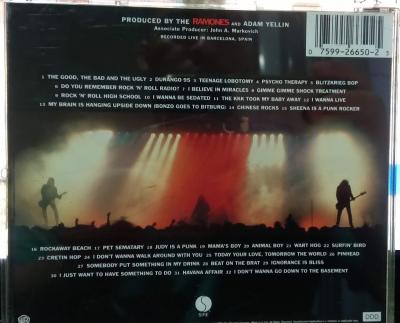 PRODUCED BY THE RAMONES AND ADAM YELLIN
Associate Producer: John A. Markovich
RECORDED LIVE IN BARCELONA, SPAIN
0 7599-26650-2 5
1 THE GOOD, THE BAD AND THE UGLY 2 DURANGO 95 3 TEENAGE LOBOTOMY 4 PSYCHO THERAPY 5 BLITZKRIEG BOP
6 DO YOU REMEMBER ROCK 'N' ROLL RADIO? 7 I BELIEVE IN MIRACLES 8 GIMME GIMME SHOCK TREATMENT
9 ROCK 'N' ROLL HIGH SCHOOL 10 I WANNA BE SEDATED 11 THE KKK TOOK MY BABY AWAY 12 I WANNA LIVE
13 MY BRAIN IS HANGING UPSIDE DOWN (BONZO GOES TO BITBURG) 14 CHINESE ROCKS 15 SHEENA IS A PUNK ROCKER
16 ROCKAWAY BEACH 17 PET SEMATARY 18 JUDY IS A PUNK 19 MAMA'S BOY 20 ANIMAL BOY 21 WART HOG 22 SURFIN' BIRD
23 CRETIN HOP 24 I DON'T WANNA WALK AROUND WITH YOU 25 TODAY YOUR LOVE, TOMORROW THE WORLD 26 PINHEAD
27 SOMEBODY PUT SOMETHING IN MY DRINK 28 BEAT ON THE BRAT 29 IGNORANCE IS BLISS
30 I JUST WANT TO HAVE SOMETHING TO DO 31 HAVANA AFFAIR 32 I DON'T WANNA GO DOWN TO THE BASEMENT
SIRE
DDD